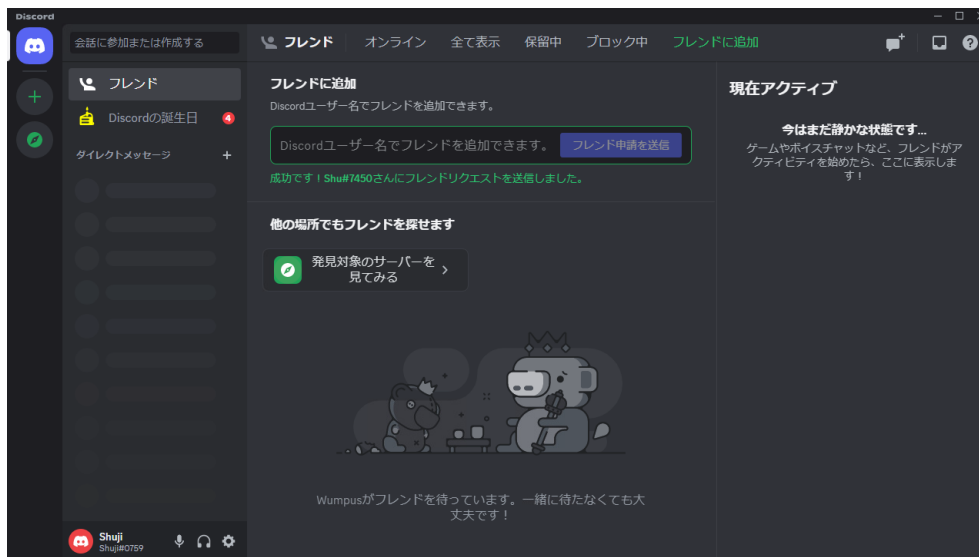 Discord
会話に参加または作成する
フレンド
オンライン
全て表示
保留中
ブロック中
フレンドに追加
フレンド
Discordの誕生日
4
ダイレクトメッセージ
+
フレンドに追加
Discordユーザー名でフレンドを追加できます。
Discordユーザー名でフレンドを追加できます。
フレンド申請を送信
成功です！Shu#7450さんにフレンドリクエストを送信しました。
他の場所でもフレンドを探せます
発見対象のサーバーを
見てみる
Wumpusがフレンドを待っています。一緒に待たなくても大
丈夫です！
現在アクティブ
今はまだ静かな状態です...
ゲームやボイスチャットなど、フレンドがア
クティビティを始めたら、ここに表示しま
す！
Shuji
Shuji#0759